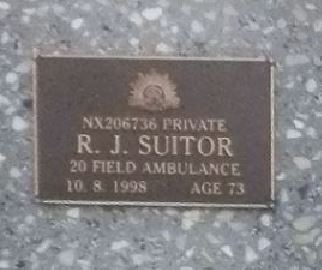 NX206736 PRIVATE
R. J. SUITOR
20 FIELD AMBULANCE
10. 8. 1998 AGE 73